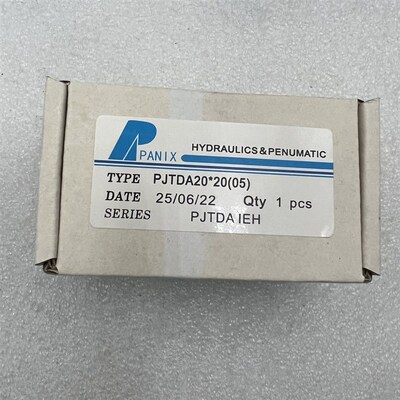 PANIX
HYDRAULICS&PENUMATIC
TYPE PJTDA20*20(05)
DATE 25/06/22 Qty 1 pcs
SERIES PJTDA IEH